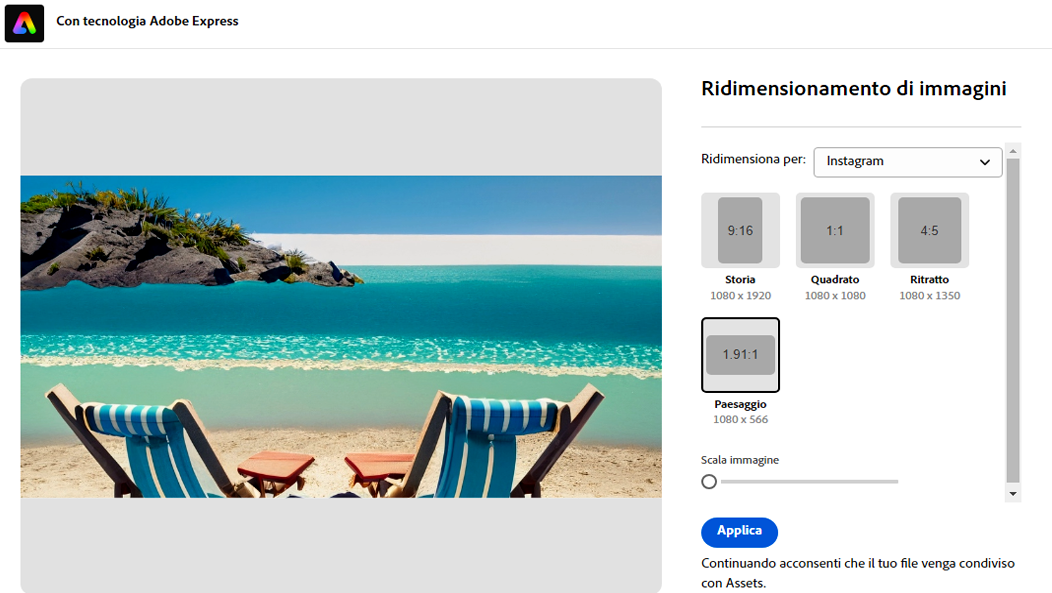 Con tecnologia Adobe Express
Ridimensionamento di immagini
Ridimensiona per:
Instagram
9:16
1:1
4:5
Storia
Quadrato
Ritratto
1080 x 1920
1080 x 1080
1080 x 1350
1.91:1
Paesaggio
1080 x 566
Scala immagine
Applica
Continuando acconsenti che il tuo file venga condiviso
con Assets.